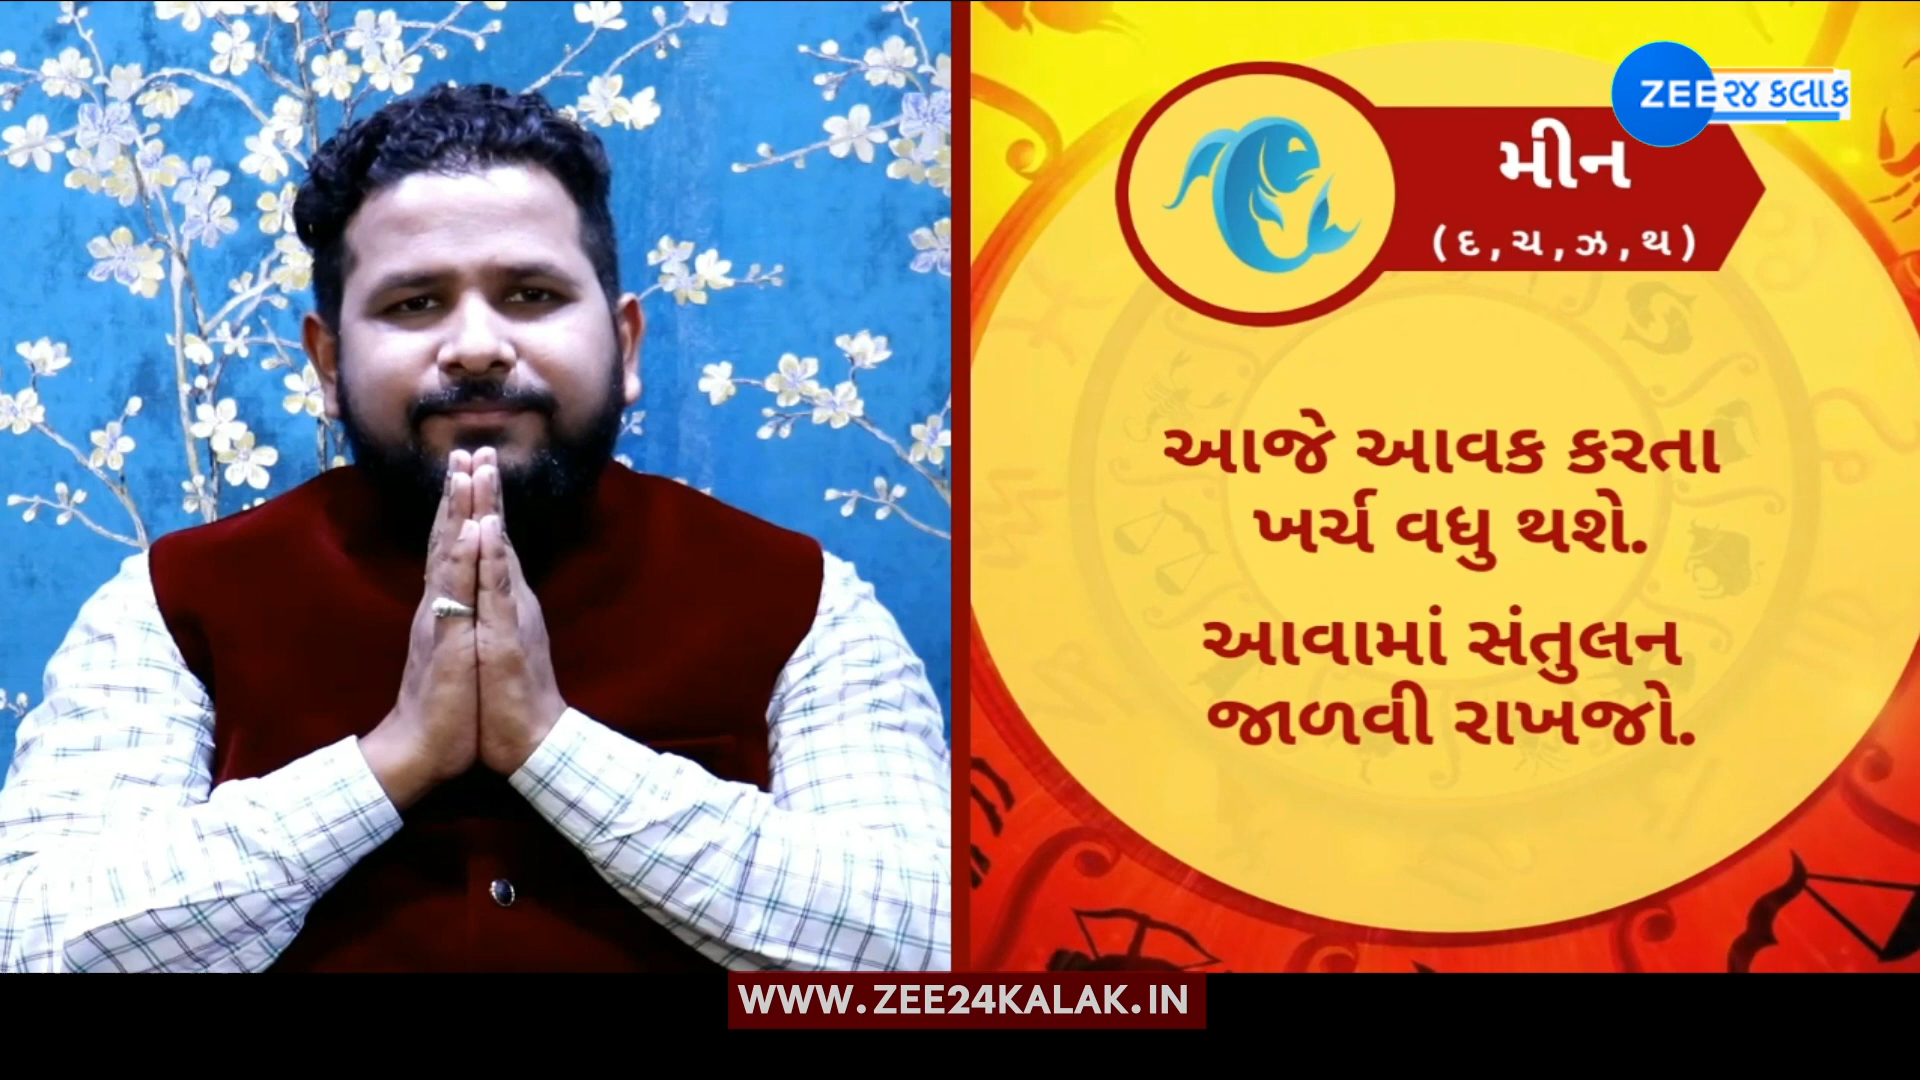 ZEE ૨૪ કલાક
મીન
(દ, ચ, ઝ, થ)
આજે આવક કરતા
ખર્ચ વધુ થશે.
આવામાં સંતુલન
જાળવી રાખજો.
WWW.ZEE24KALAK.IN